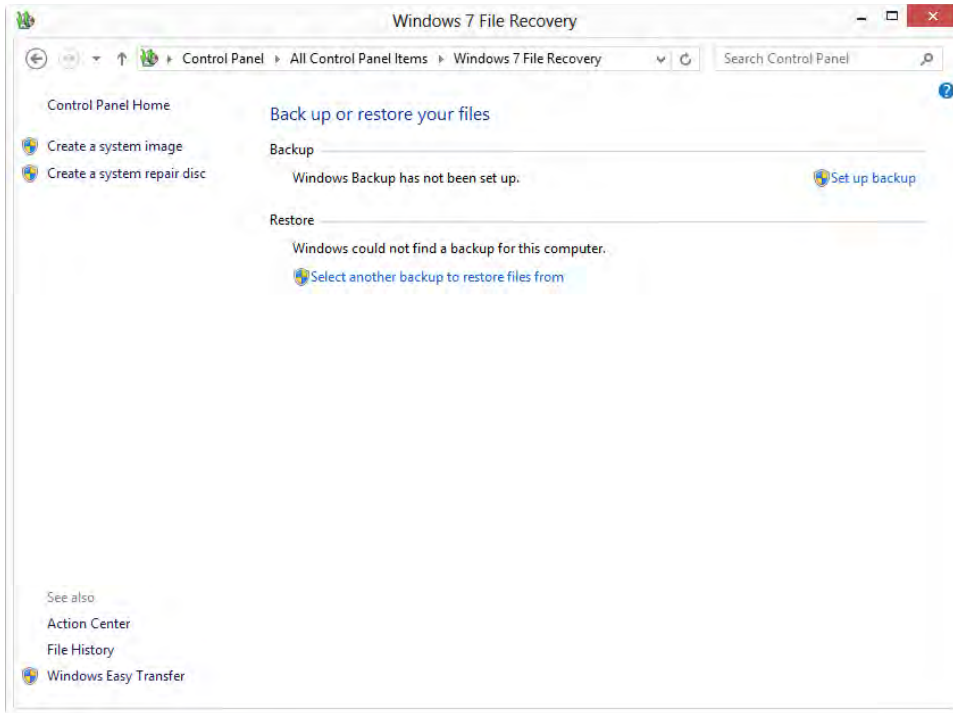 Windows 7 File Recovery
Control Panel All Control Panel Items Windows 7 File Recovery Search Control Panel
Control Panel Home
Create a system image
Create a system repair disc
Back up or restore your files
Backup
Windows Backup has not been set up. Set up backup
Restore
Windows could not find a backup for this computer.
Select another backup to restore files from
See also
Action Center
File History
Windows Easy Transfer